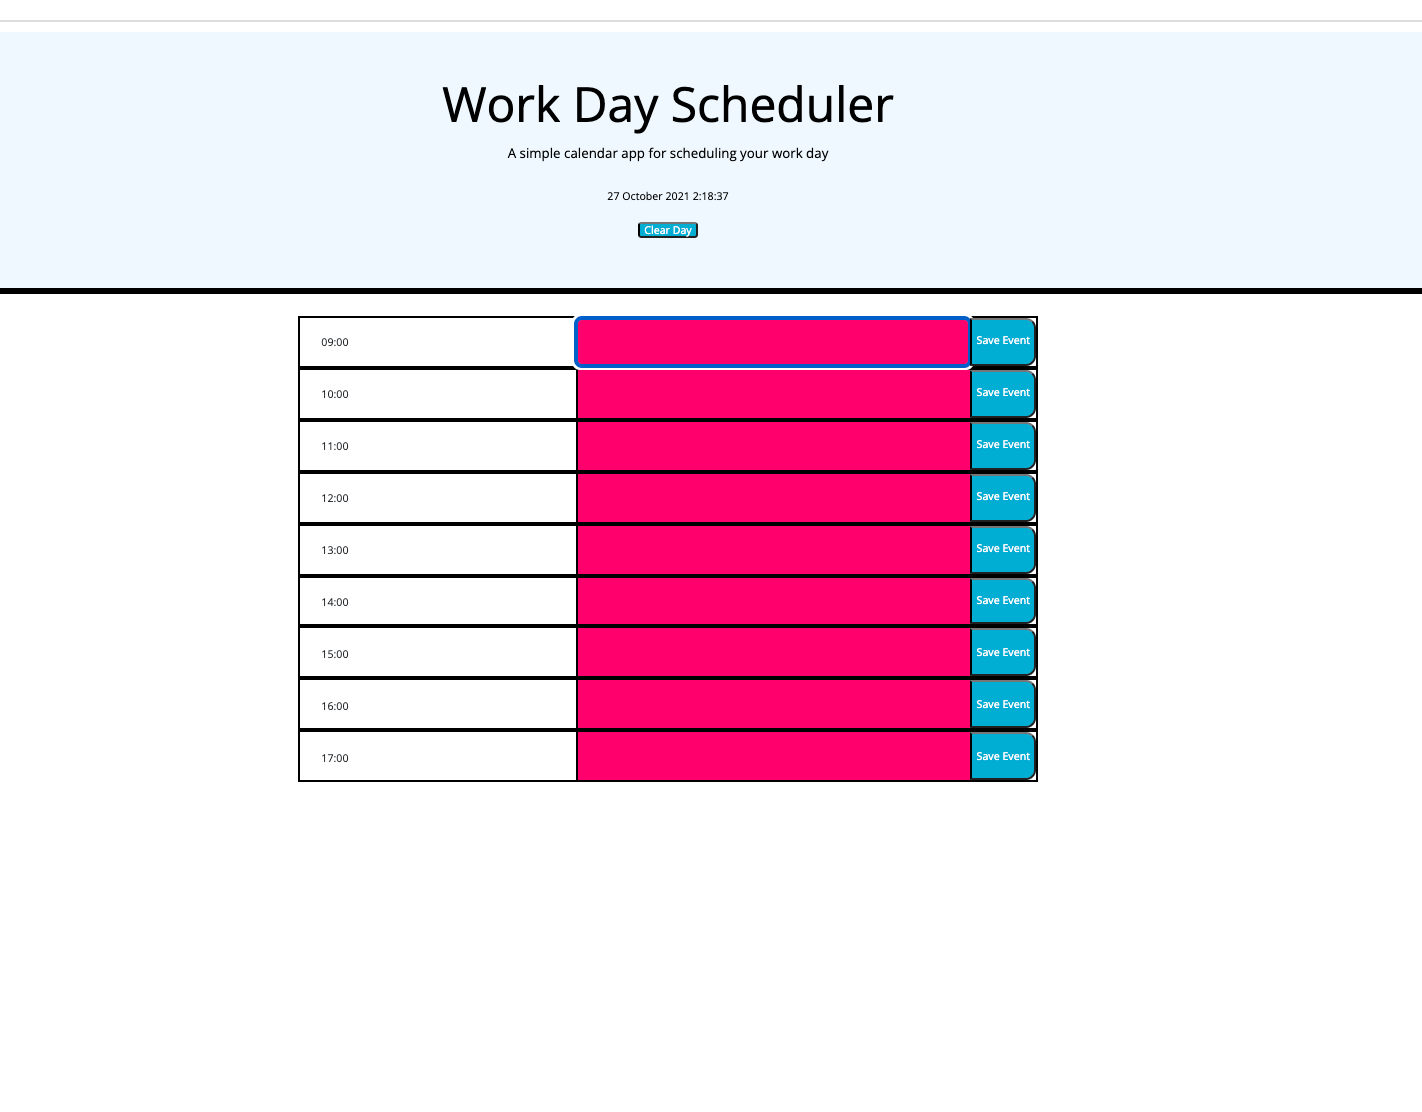 Work Day Scheduler
A simple calendar app for scheduling your work day
27 October 2021 2:18:37
Clear Day
09:00 Save Event
10:00 Save Event
11:00 Save Event
12:00 Save Event
13:00 Save Event
14:00 Save Event
15:00 Save Event
16:00 Save Event
17:00 Save Event